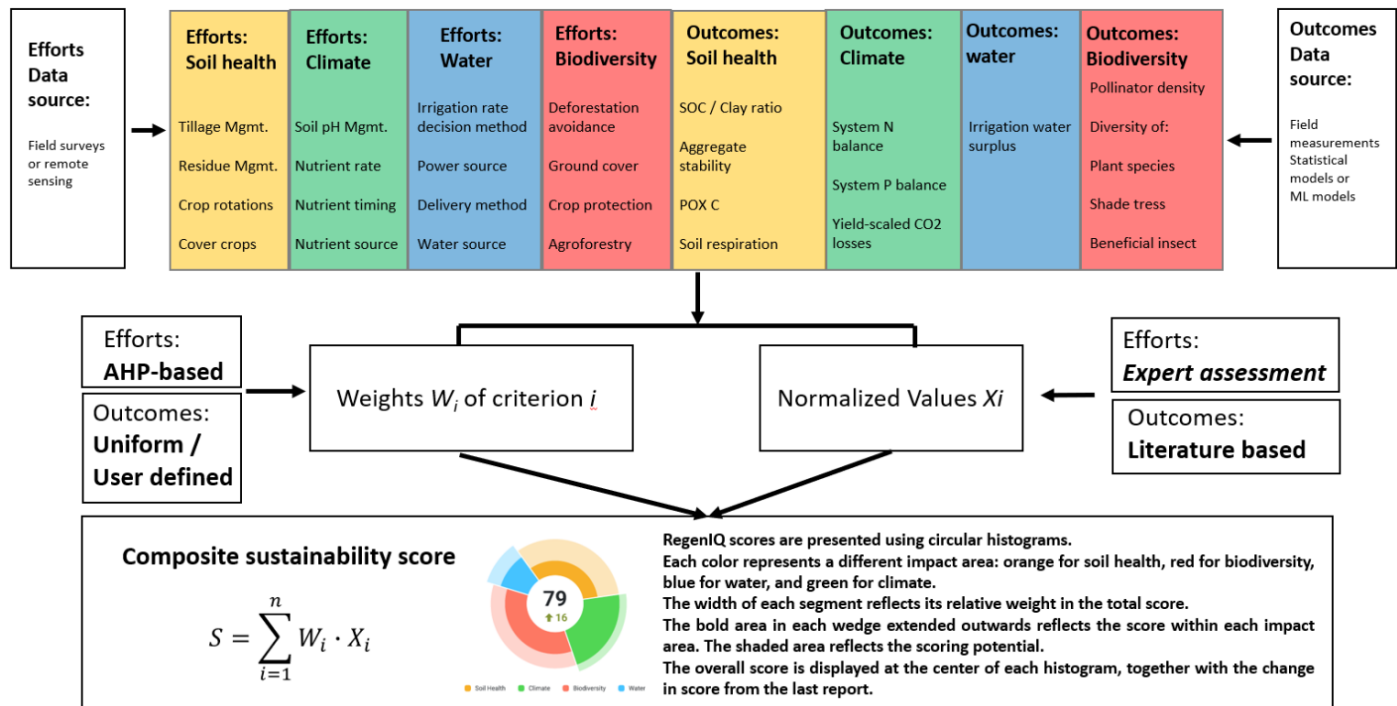 Efforts
Data
source:
Field surveys
or remote
sensing
Efforts:
Soil health
Tillage Mgmt.
Residue Mgmt.
Crop rotations
Cover crops
Efforts:
Climate
Soil pH Mgmt.
Nutrient rate
Nutrient timing
Nutrient source
Efforts:
Water
Irrigation rate
decision method
Power source
Delivery method
Water source
Efforts:
Biodiversity
Deforestation
avoidance
Ground cover
Crop protection
Agroforestry
Outcomes:
Soil health
SOC / Clay ratio
Aggregate
stability
POX C
Soil respiration
Outcomes:
Climate
System N
balance
System P balance
Yield-scaled CO2
losses
Outcomes:
water
Irrigation water
surplus
Outcomes:
Biodiversity
Pollinator density
Diversity of:
Plant species
Shade tress
Beneficial insect
Outcomes
Data
source:
Field
measurements
Statistical
models or
ML models
Efforts:
AHP-based
Outcomes:
Uniform /
User defined
Weights Wi of criterion i
Normalized Values Xi
Efforts:
Expert assessment
Outcomes:
Literature based
Composite sustainability score
S = ∑ i=1 n Wi · Xi
79
16
Soil Health Climate Biodiversity Water
RegenIQ scores are presented using circular histograms.
Each color represents a different impact area: orange for soil health, red for biodiversity,
blue for water, and green for climate.
The width of each segment reflects its relative weight in the total score.
The bold area in each wedge extended outwards reflects the score within each impact
area. The shaded area reflects the scoring potential.
The overall score is displayed at the center of each histogram, together with the change
in score from the last report.